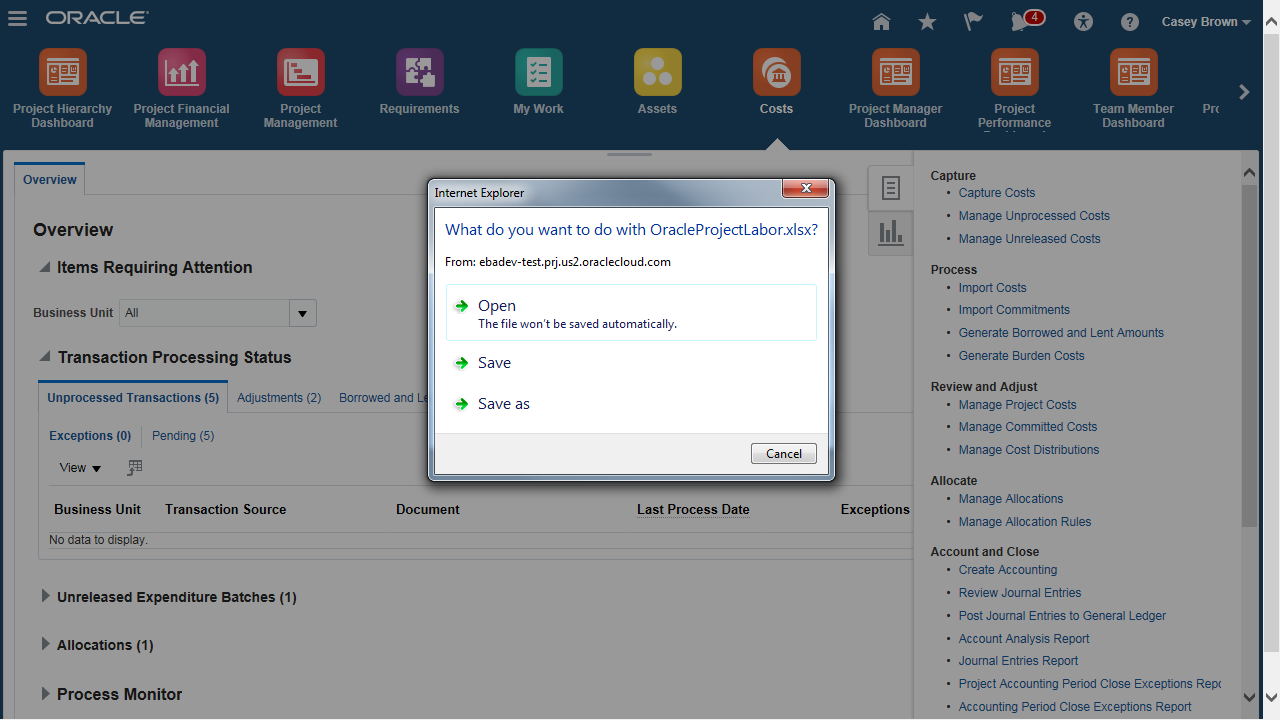 ORACLE
4
Casey Brown
Project Hierarchy Dashboard
Project Financial Management
Project Management
Requirements
My Work
Assets
Costs
Project Manager Dashboard
Project Performance
Team Member Dashboard
Overview
Overview
Items Requiring Attention
Business Unit All
Transaction Processing Status
Unprocessed Transactions (5) Adjustments (2) Borrowed and Le
Exceptions (0) Pending (5)
View
Business Unit Transaction Source Document Last Process Date Exceptions
No data to display.
Unreleased Expenditure Batches (1)
Allocations (1)
Process Monitor
Internet Explorer
What do you want to do with OracleProjectLabor.xlsx?
From: ebadev-test.prj.us2.oraclecloud.com
Open
The file won't be saved automatically.
Save
Save as
Cancel
Capture
• Capture Costs
• Manage Unprocessed Costs
• Manage Unreleased Costs
Process
• Import Costs
• Import Commitments
• Generate Borrowed and Lent Amounts
• Generate Burden Costs
Review and Adjust
• Manage Project Costs
• Manage Committed Costs
• Manage Cost Distributions
Allocate
• Manage Allocations
• Manage Allocation Rules
Account and Close
• Create Accounting
• Review Journal Entries
• Post Journal Entries to General Ledger
• Account Analysis Report
• Journal Entries Report
• Project Accounting Period Close Exceptions Repo
• Accounting Period Close Exceptions Report